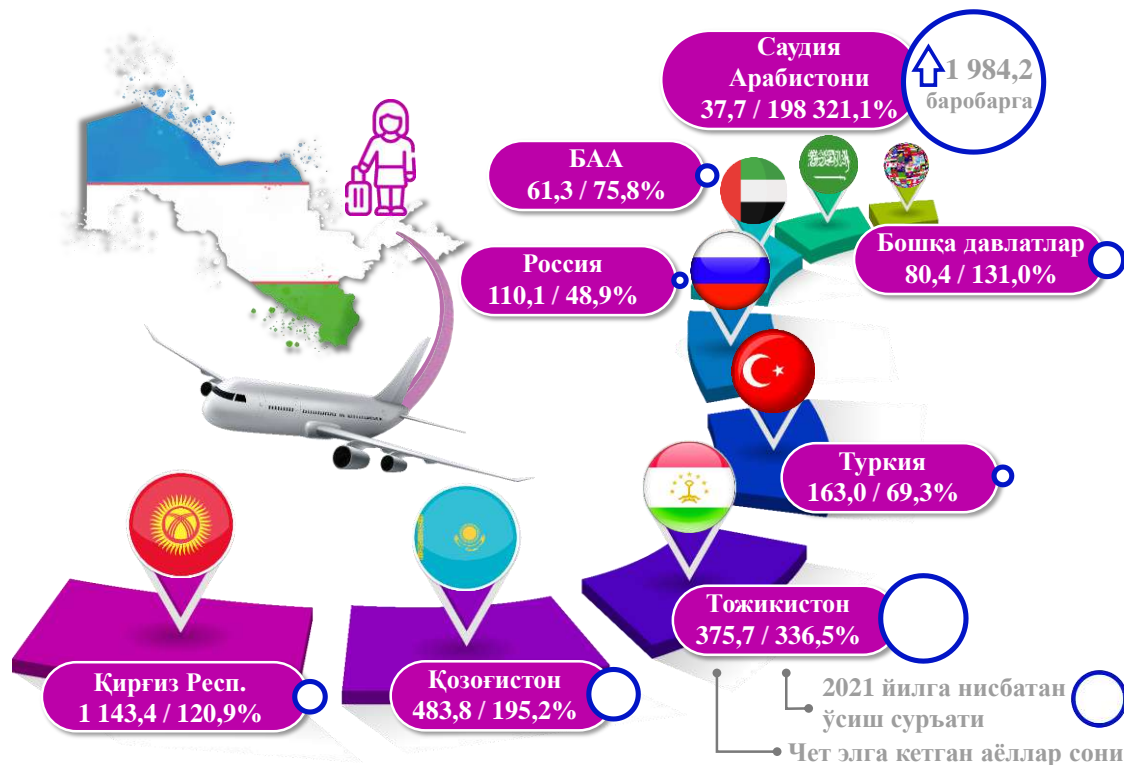 Саудия
Арабистони
37,7 / 198 321,1%
1 984,2
баробарга
БАА
61,3 / 75,8%
Россия
110,1 / 48,9%
Бошқа давлатлар
80,4 / 131,0%
Туркия
163,0 / 69,3%
Тожикистон
375,7 / 336,5%
Қирғиз Респ.
1 143,4 / 120,9%
Қозоғистон
483,8 / 195,2%
2021 йилга нисбатан
ўсиш суръати
Чет элга кетган аёллар сони